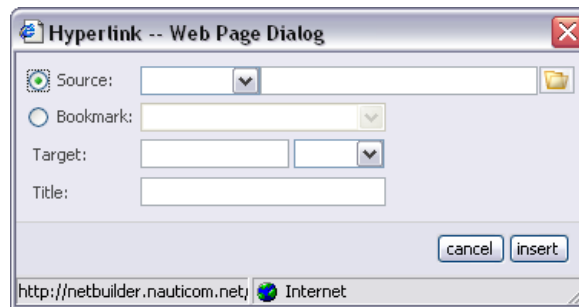 Hyperlink -- Web Page Dialog
Source:
Bookmark:
Target:
Title:
cancel insert
http://netbuilder.nauticom.net/ Internet